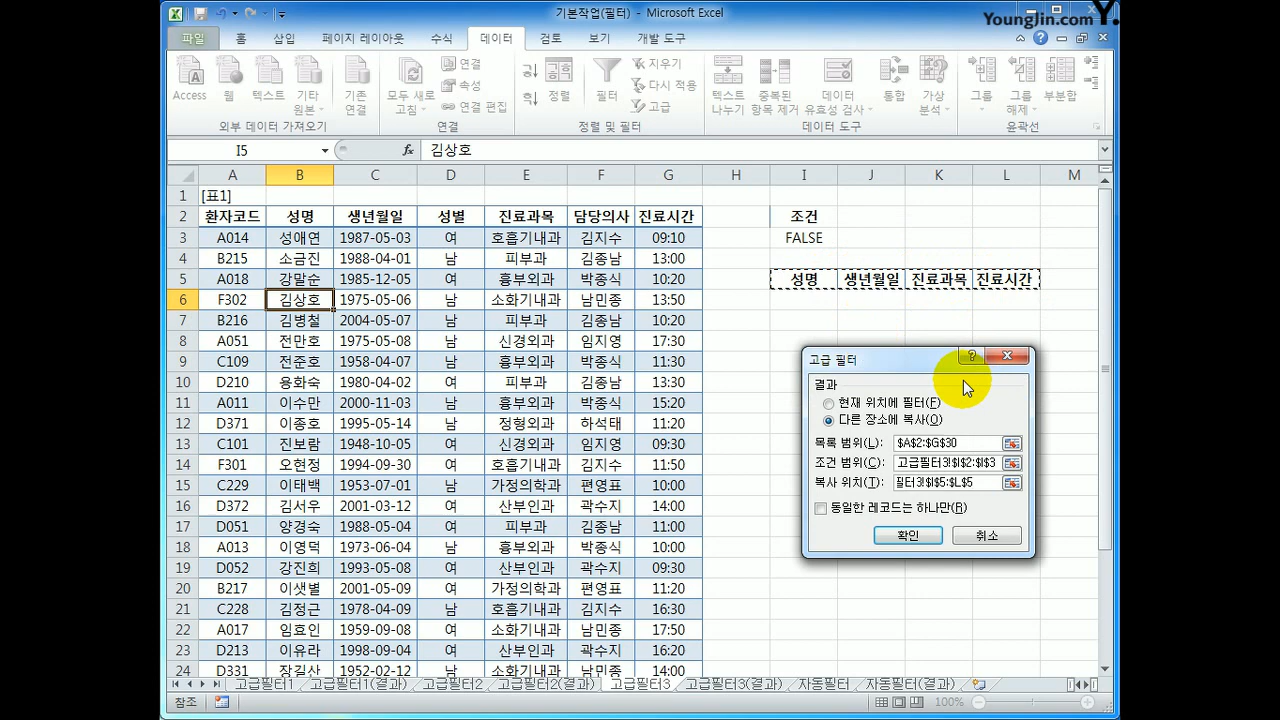 기본작업(필터) - Microsoft Excel
YoungJin.com Y.
파일 홈 삽입 페이지 레이아웃 수식 데이터 검토 보기 개발 도구
Access 웹 텍스트 기타 원본 기존 연결 모두 새로 고침 연결 속성 연결 편집 정렬 필터 지우기 다시 적용 고급 텍스트 나누기 중복된 항목 제거 데이터 유효성 검사 통합 가상 분석 그룹 그룹 해제 부분합
외부 데이터 가져오기 연결 정렬 및 필터 데이터 도구 윤곽선
I5 fx 김상호
A B C D E F G H I J K L M
1 [표1]
2 환자코드 성명 생년월일 성별 진료과목 담당의사 진료시간 조건
3 A014 성애연 1987-05-03 여 호흡기내과 김지수 09:10 FALSE
4 B215 소금진 1988-04-01 여 피부과 김종남 13:00
5 A018 강말순 1985-12-05 여 흉부외과 박종식 10:20 성명 생년월일 진료과목 진료시간
6 F302 김상호 1975-05-06 남 소화기내과 남민종 13:50
7 B216 김병철 2004-05-07 남 피부과 김종남 10:20
8 A051 전만호 1975-05-08 남 신경외과 임지영 17:30
9 C109 전준호 1958-04-07 남 흉부외과 박종식 11:30
10 D210 용화숙 1980-04-02 여 피부과 김종남 13:30
11 A011 이수만 2000-11-03 남 흉부외과 박종식 15:20
12 D371 이종호 1995-05-14 남 정형외과 하석태 11:20
13 C101 진보람 1948-10-05 여 신경외과 임지영 09:30
14 F301 오현정 1994-09-30 여 호흡기내과 김지수 11:50
15 C229 이태백 1953-07-01 남 가정의학과 편영표 10:00
16 D372 김서우 2001-03-12 여 산부인과 곽수지 14:00
17 D051 양경숙 1988-05-04 여 피부과 김종남 11:00
18 A013 이영덕 1973-06-04 남 흉부외과 박종식 10:00
19 D052 강진희 1993-05-08 여 산부인과 곽수지 09:30
20 B217 이샛별 2001-05-09 여 가정의학과 편영표 11:20
21 C228 김정근 1978-04-09 남 호흡기내과 김지수 16:30
22 A017 임효인 1959-09-08 여 소화기내과 남민종 17:50
23 D213 이유라 1998-09-04 여 산부인과 곽수지 16:20
24 D331 장길산 1952-02-12 남 소화기내과 남민종 14:00
고급 필터
결과
현재 위치에 필터(F)
다른 장소에 복사(O)
목록 범위(L): $A$2:$G$30
조건 범위(C): 고급필터3!$I$2:$I$3
복사 위치(T): 필터3!$I$5:$L$5
동일한 레코드는 하나만(R)
확인 취소
고급필터1 고급필터1(결과) 고급필터2 고급필터2(결과) 고급필터3 고급필터3(결과) 자동필터 자동필터(결과)
참조 100%